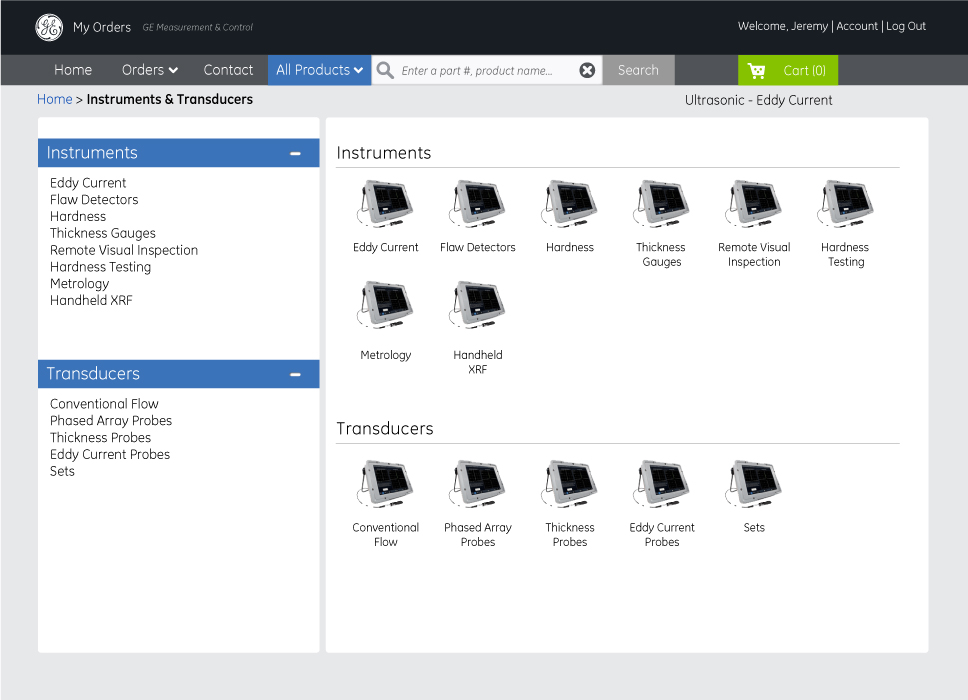 My Orders GE Measurement & Control
Welcome, Jeremy | Account | Log Out
Home Orders Contact All Products Enter a part #, product name... Search Cart (0)
Home > Instruments & Transducers
Ultrasonic - Eddy Current
Instruments
Eddy Current
Flaw Detectors
Hardness
Thickness Gauges
Remote Visual Inspection
Hardness Testing
Metrology
Handheld XRF
Transducers
Conventional Flow
Phased Array Probes
Thickness Probes
Eddy Current Probes
Sets
Instruments
Eddy Current
Flaw Detectors
Hardness
Thickness
Gauges
Remote Visual
Inspection
Hardness
Testing
Metrology
Handheld
XRF
Transducers
Conventional
Flow
Phased Array
Probes
Thickness
Probes
Eddy Current
Probes
Sets